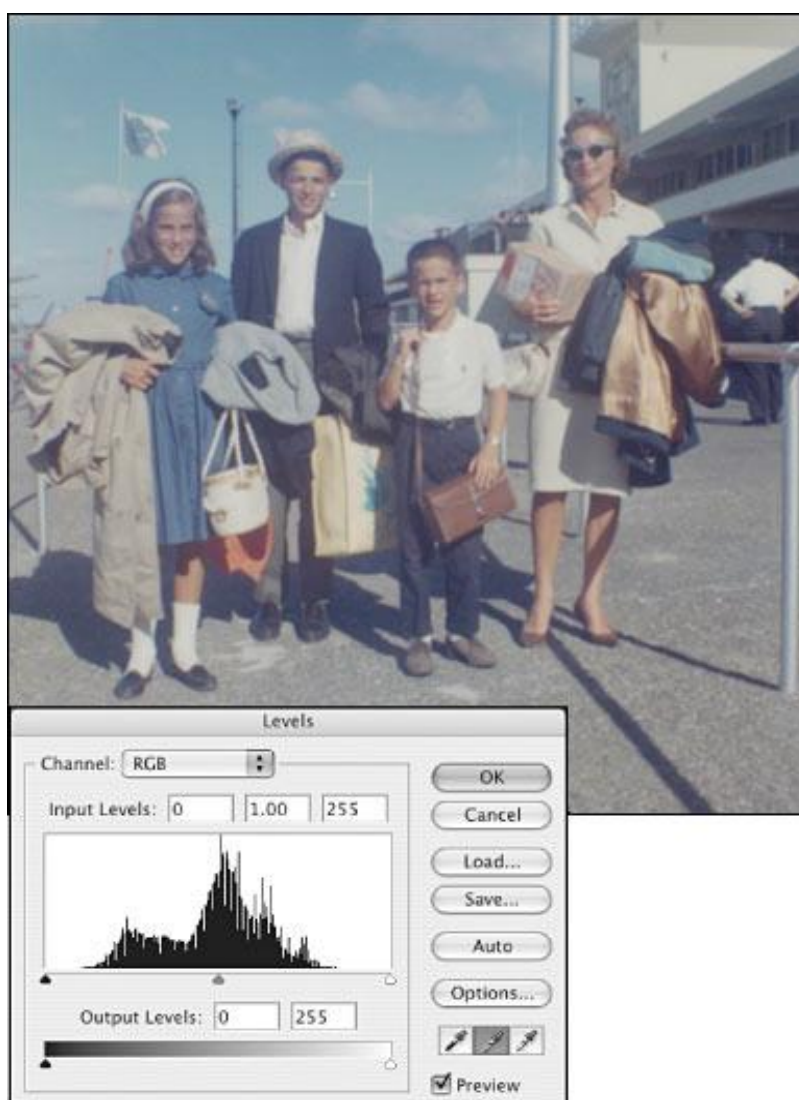 Levels
Channel: RGB
Input Levels: 0 1.00 255
Output Levels: 0 255
OK
Cancel
Load...
Save...
Auto
Options...
Preview